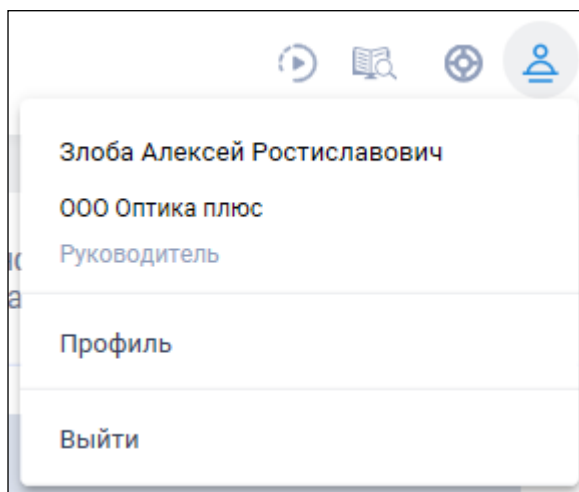 Злоба Алексей Ростиславович
ООО Оптика плюс
Руководитель
Профиль
Выйти